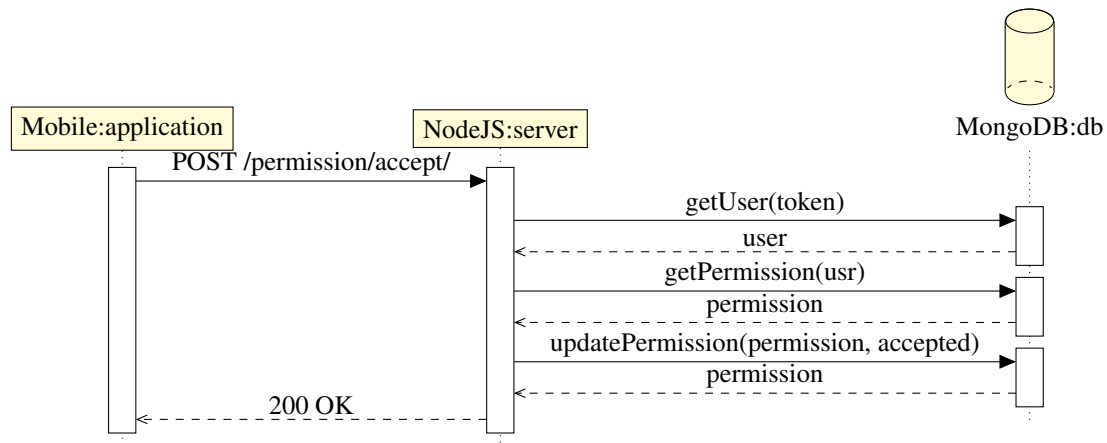 Mobile:application
NodeJS:server
MongoDB:db
POST /permission/accept/
getUser(token)
user
getPermission(usr)
permission
updatePermission(permission, accepted)
permission
200 OK